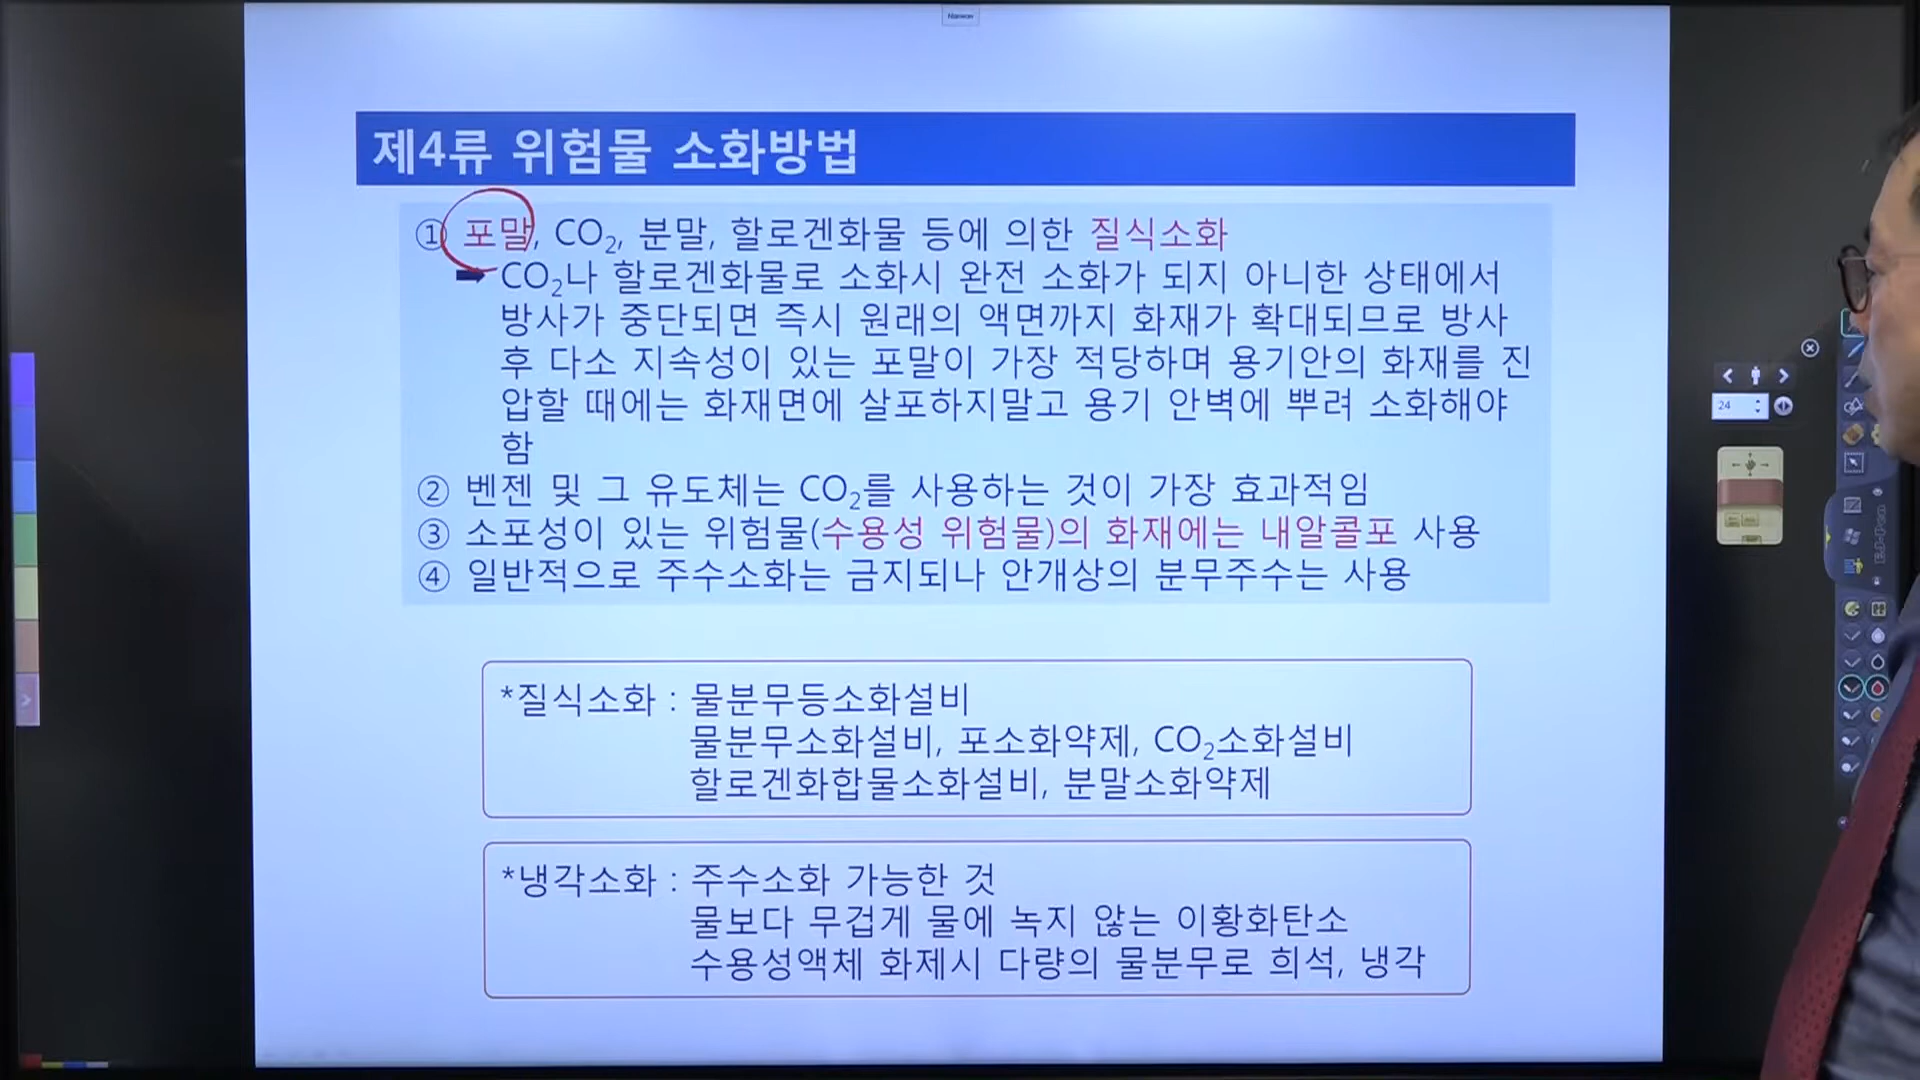 제4류 위험물 소화방법
① 포말, CO₂, 분말, 할로겐화물 등에 의한 질식소화
➡ CO₂나 할로겐화물로 소화시 완전 소화가 되지 아니한 상태에서
방사가 중단되면 즉시 원래의 액면까지 화재가 확대되므로 방사
후 다소 지속성이 있는 포말이 가장 적당하며 용기안의 화재를 진
압할 때에는 화재면에 살포하지말고 용기 안벽에 뿌려 소화해야
함
② 벤젠 및 그 유도체는 CO₂를 사용하는 것이 가장 효과적임
③ 소포성이 있는 위험물(수용성 위험물)의 화재에는 내알콜포 사용
④ 일반적으로 주수소화는 금지되나 안개상의 분무주수는 사용
*질식소화 : 물분무등소화설비
물분무소화설비, 포소화약제, CO₂소화설비
할로겐화합물소화설비, 분말소화약제
*냉각소화 : 주수소화 가능한 것
물보다 무겁게 물에 녹지 않는 이황화탄소
수용성액체 화제시 다량의 물분무로 희석, 냉각
24